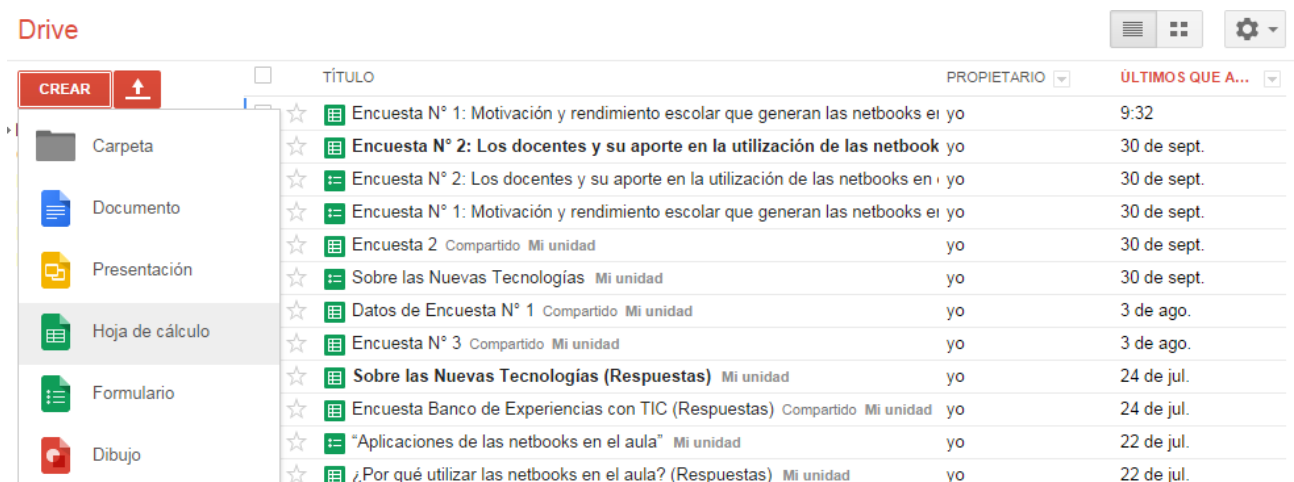 Drive
CREAR
TÍTULO PROPIETARIO ÚLTIMOS QUE A...
Encuesta N° 1: Motivación y rendimiento escolar que generan las netbooks yo 9:32
Carpeta
Encuesta N° 2: Los docentes y su aporte en la utilización de las netbook yo 30 de sept.
Encuesta N° 2: Los docentes y su aporte en la utilización de las netbooks en yo 30 de sept.
Documento
Encuesta N° 1: Motivación y rendimiento escolar que generan las netbooks yo 30 de sept.
Encuesta 2 Compartido Mi unidad yo 30 de sept.
Presentación
Sobre las Nuevas Tecnologías Mi unidad yo 30 de sept.
Datos de Encuesta N° 1 Compartido Mi unidad yo 3 de ago.
Hoja de cálculo
Encuesta N° 3 Compartido Mi unidad yo 3 de ago.
Sobre las Nuevas Tecnologías (Respuestas) Mi unidad yo 24 de jul.
Formulario
Encuesta Banco de Experiencias con TIC (Respuestas) Compartido Mi unidad yo 24 de jul.
“Aplicaciones de las netbooks en el aula” Mi unidad yo 22 de jul.
Dibujo
¿Por qué utilizar las netbooks en el aula? (Respuestas) Mi unidad yo 22 de jul.